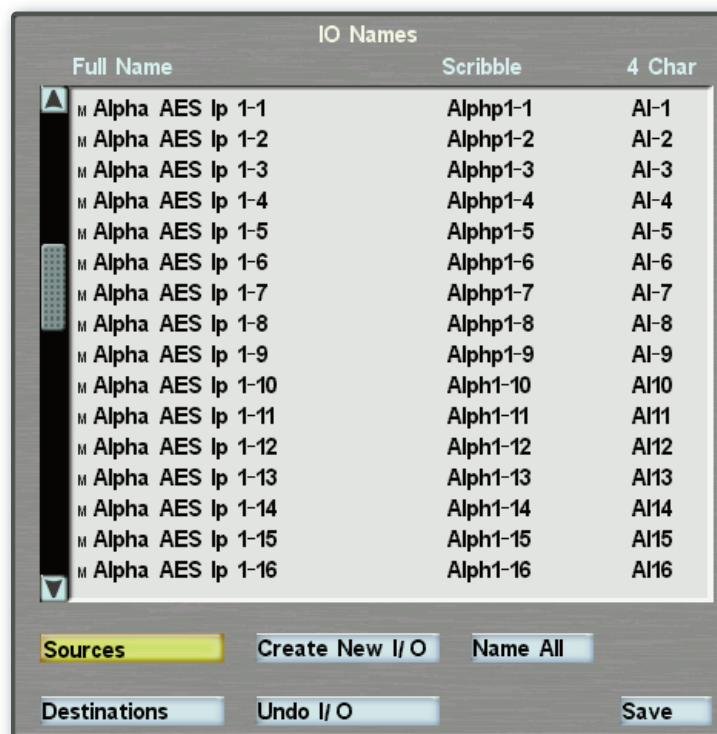 IO Names
Full Name Scribble 4 Char
M Alpha AES Ip 1-1 Alphp1-1 Al-1
M Alpha AES Ip 1-2 Alphp1-2 Al-2
M Alpha AES Ip 1-3 Alphp1-3 Al-3
M Alpha AES Ip 1-4 Alphp1-4 Al-4
M Alpha AES Ip 1-5 Alphp1-5 Al-5
M Alpha AES Ip 1-6 Alphp1-6 Al-6
M Alpha AES Ip 1-7 Alphp1-7 Al-7
M Alpha AES Ip 1-8 Alphp1-8 Al-8
M Alpha AES Ip 1-9 Alphp1-9 Al-9
M Alpha AES Ip 1-10 Alph1-10 Al10
M Alpha AES Ip 1-11 Alph1-11 Al11
M Alpha AES Ip 1-12 Alph1-12 Al12
M Alpha AES Ip 1-13 Alph1-13 Al13
M Alpha AES Ip 1-14 Alph1-14 Al14
M Alpha AES Ip 1-15 Alph1-15 Al15
M Alpha AES Ip 1-16 Alph1-16 Al16
Sources Create New I/O Name All
Destinations Undo I/O Save